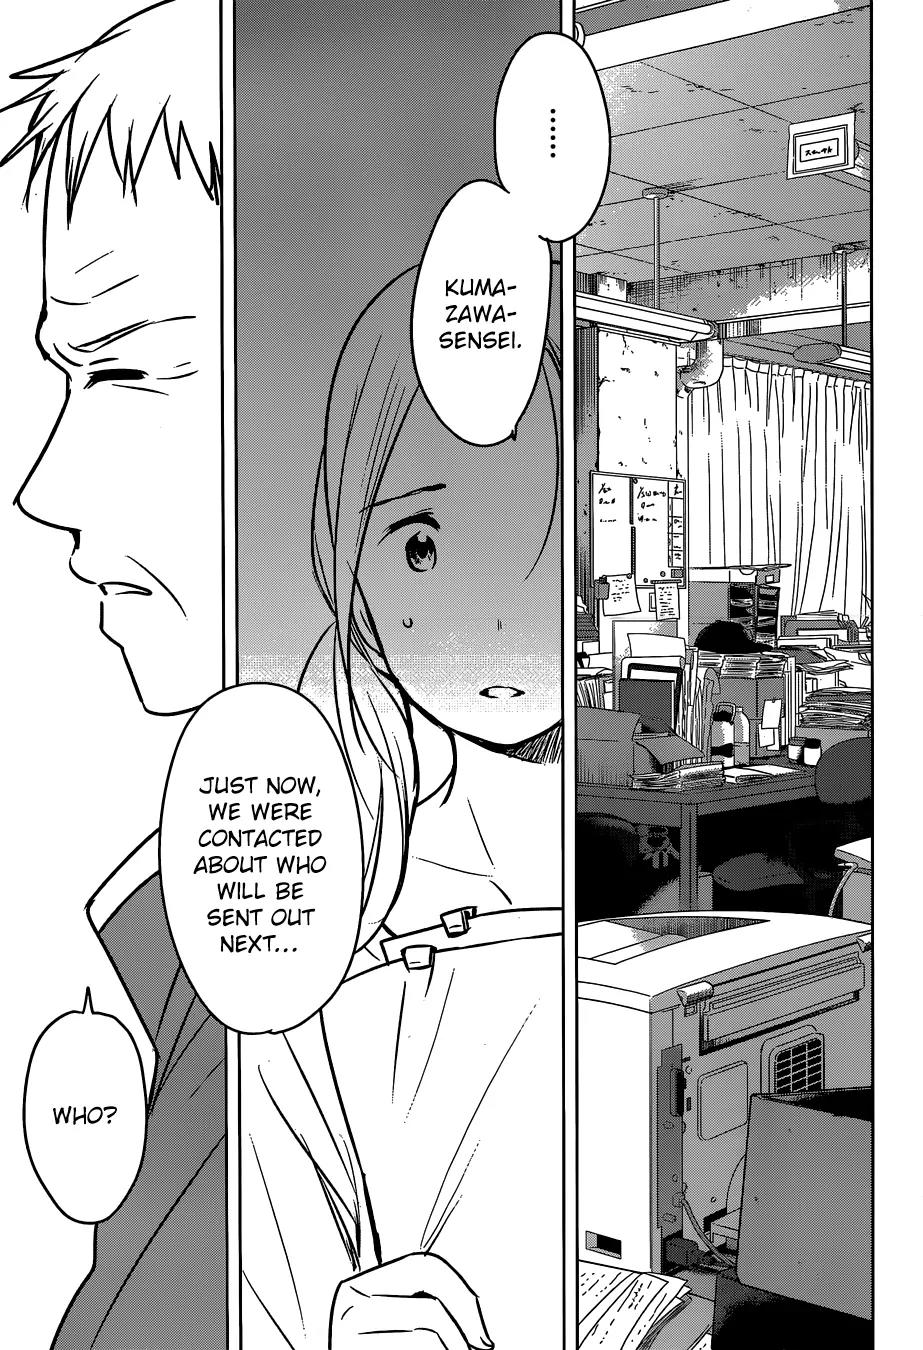 .......
KUMA-
ZAWA-
SENSEI.
JUST NOW,
WE WERE
CONTACTED
ABOUT WHO
WILL BE
SENT OUT
NEXT...
WHO?